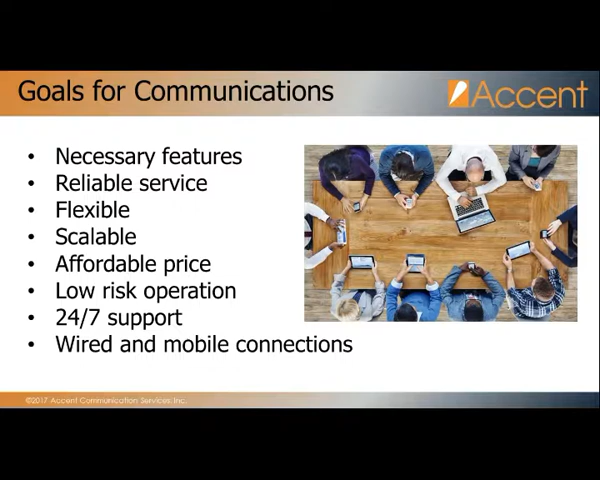 Goals for Communications
Accent
• Necessary features
• Reliable service
• Flexible
• Scalable
• Affordable price
• Low risk operation
• 24/7 support
• Wired and mobile connections
©2017 Accent Communication Services, Inc.